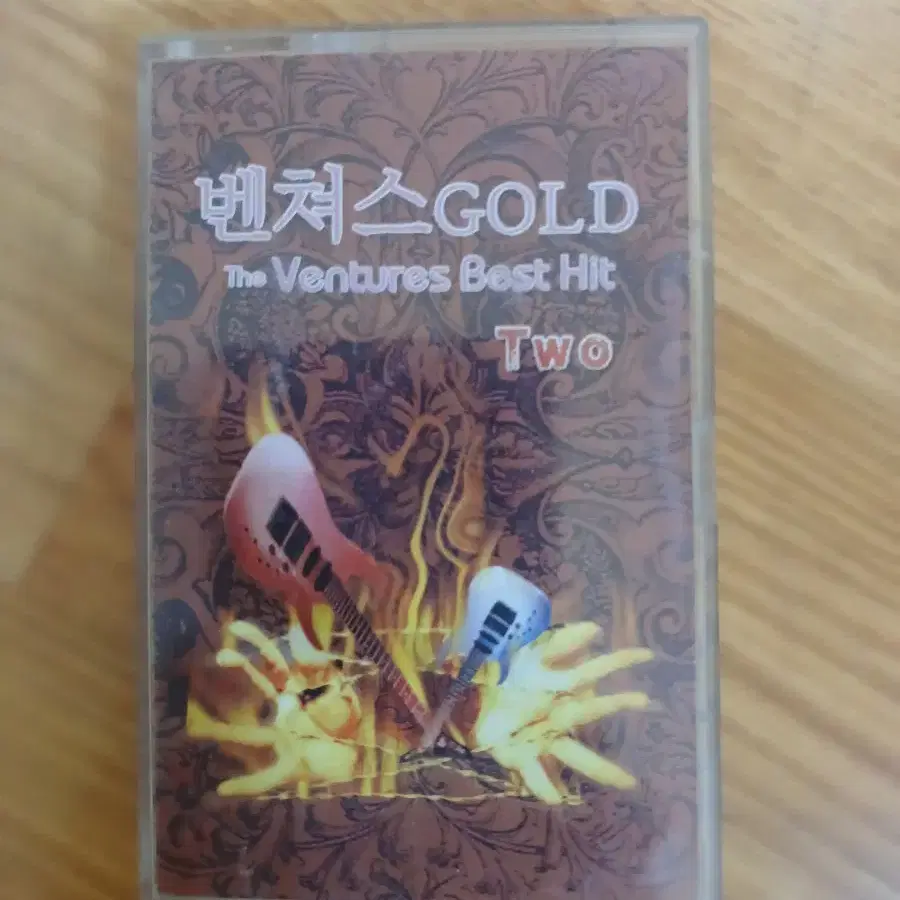 벤쳐스GOLD
The Ventures Best Hit
Two